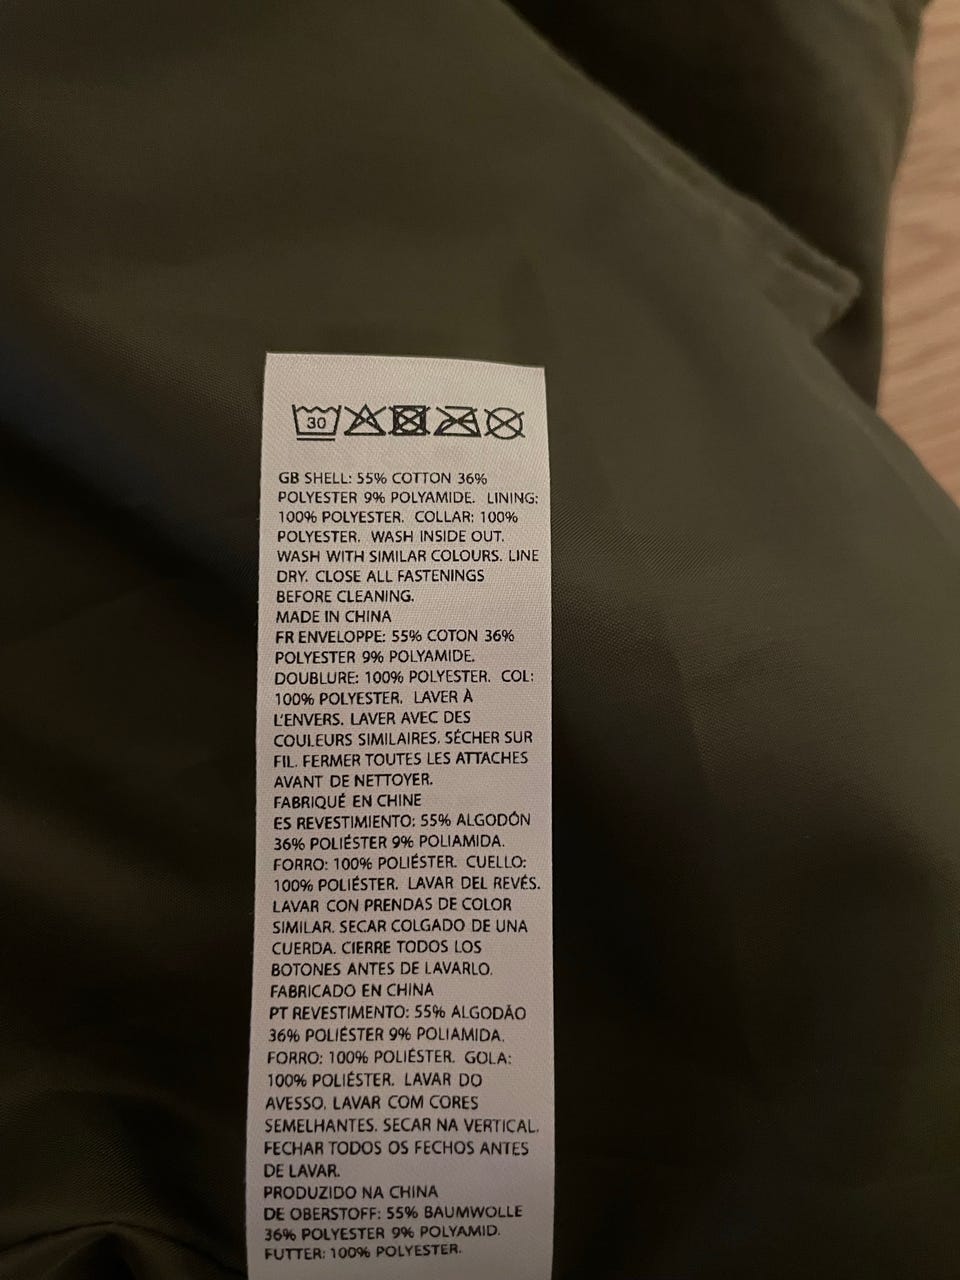 30
GB SHELL: 55% COTTON 36%
POLYESTER 9% POLYAMIDE. LINING:
100% POLYESTER. COLLAR: 100%
POLYESTER. WASH INSIDE OUT.
WASH WITH SIMILAR COLOURS. LINE
DRY. CLOSE ALL FASTENINGS
BEFORE CLEANING.
MADE IN CHINA
FR ENVELOPPE: 55% COTON 36%
POLYESTER 9% POLYAMIDE.
DOUBLURE: 100% POLYESTER. COL:
100% POLYESTER. LAVER À
L'ENVERS. LAVER AVEC DES
COULEURS SIMILAIRES. SÉCHER SUR
FIL. FERMER TOUTES LES ATTACHES
AVANT DE NETTOYER.
FABRIQUÉ EN CHINE
ES REVESTIMIENTO: 55% ALGODÓN
36% POLIÉSTER 9% POLIAMIDA.
FORRO: 100% POLIÉSTER. CUELLO:
100% POLIÉSTER. LAVAR DEL REVÉS.
LAVAR CON PRENDAS DE COLOR
SIMILAR. SECAR COLGADO DE UNA
CUERDA. CIERRE TODOS LOS
BOTONES ANTES DE LAVARLO.
FABRICADO EN CHINA
PT REVESTIMENTO: 55% ALGODÃO
36% POLIÉSTER 9% POLIAMIDA.
FORRO: 100% POLIÉSTER. GOLA:
100% POLIÉSTER. LAVAR DO
AVESSO. LAVAR COM CORES
SEMELHANTES. SECAR NA VERTICAL.
FECHAR TODOS OS FECHOS ANTES
DE LAVAR.
PRODUZIDO NA CHINA
DE OBERSTOFF: 55% BAUMWOLLE
36% POLYESTER 9% POLYAMID.
FUTTER: 100% POLYESTER.